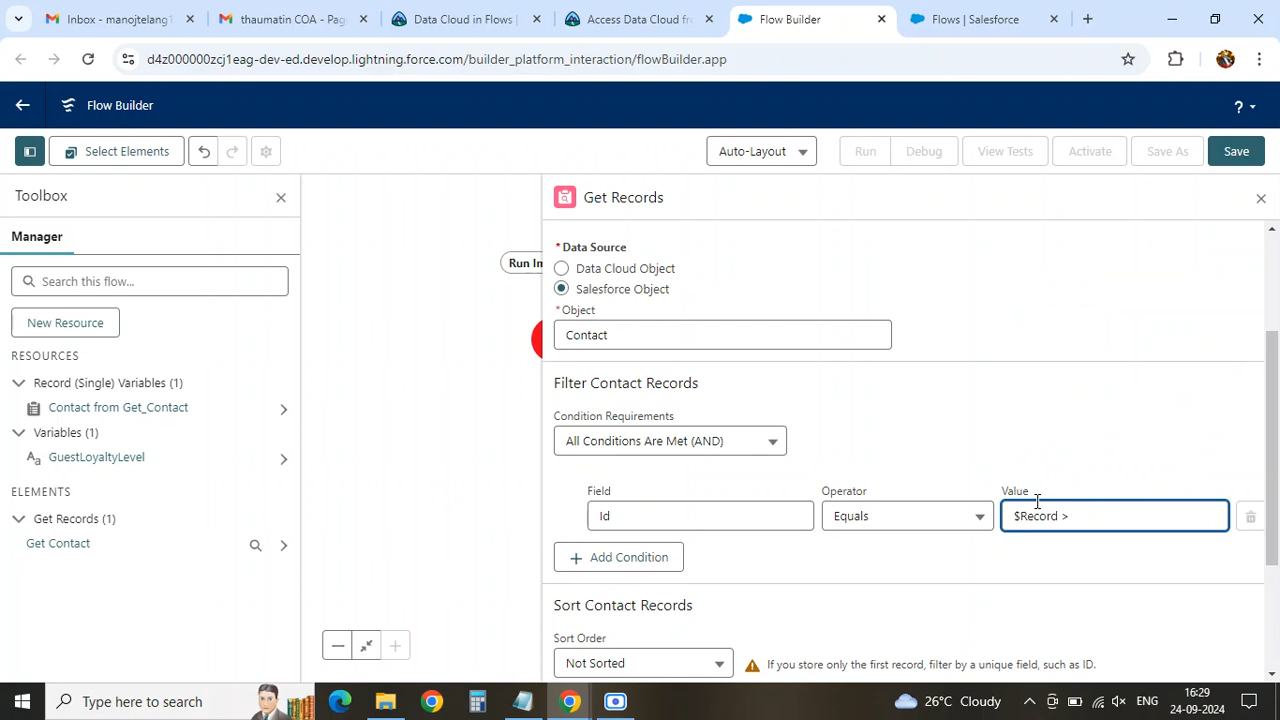 Inbox - manojtelang1
thaumatin COA - Pag
Data Cloud in Flows |
Access Data Cloud fr
Flow Builder
Flows | Salesforce
d4z000000zcj1eag-dev-ed.develop.lightning.force.com/builder_platform_interaction/flowBuilder.app
Flow Builder
?
Select Elements
Auto-Layout
Run
Debug
View Tests
Activate
Save As
Save
Toolbox
Get Records
Manager
* Data Source
Run Im
Data Cloud Object
Search this flow...
Salesforce Object
* Object
New Resource
Contact
RESOURCES
Record (Single) Variables (1)
Filter Contact Records
Contact from Get_Contact
Condition Requirements
Variables (1)
All Conditions Are Met (AND)
Aa GuestLoyaltyLevel
ELEMENTS
Field
Operator
Value
Get Records (1)
Id
Equals
$Record >
Get Contact
Add Condition
Sort Contact Records
Sort Order
Not Sorted
If you store only the first record, filter by a unique field, such as ID.
Type here to search
26°C Cloudy
ENG
16:29
24-09-2024